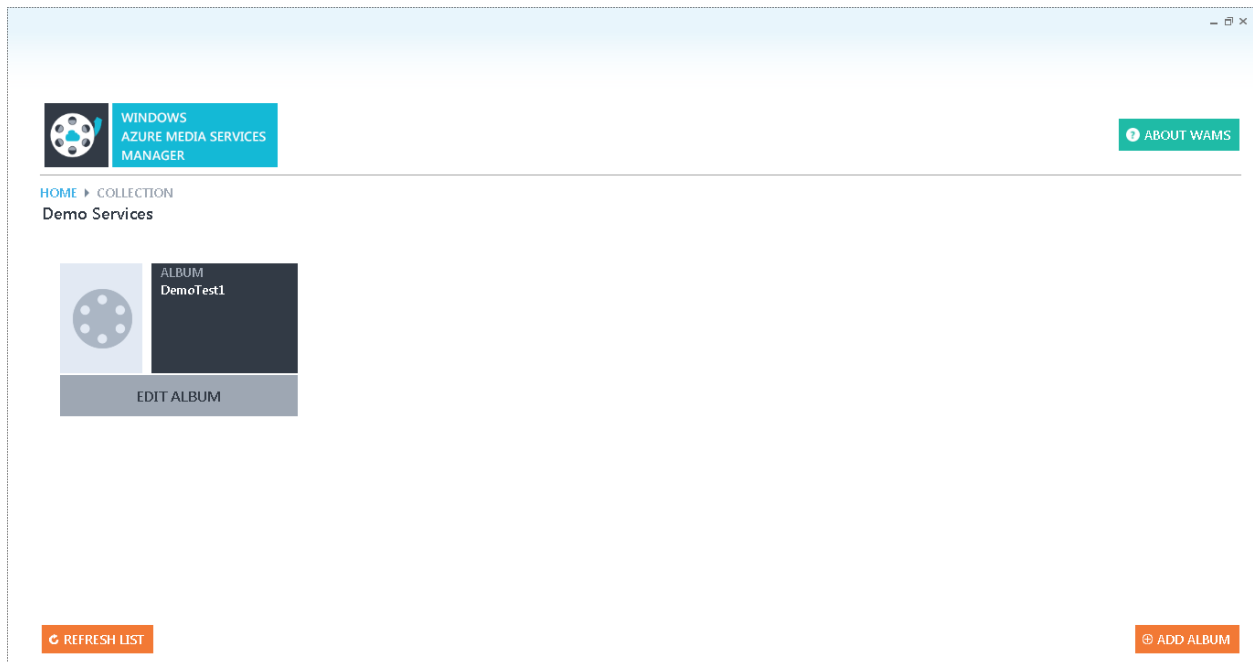 WINDOWS
AZURE MEDIA SERVICES
MANAGER
ABOUT WAMS
HOME COLLECTION
Demo Services
ALBUM
DemoTest1
EDIT ALBUM
REFRESH LIST
ADD ALBUM